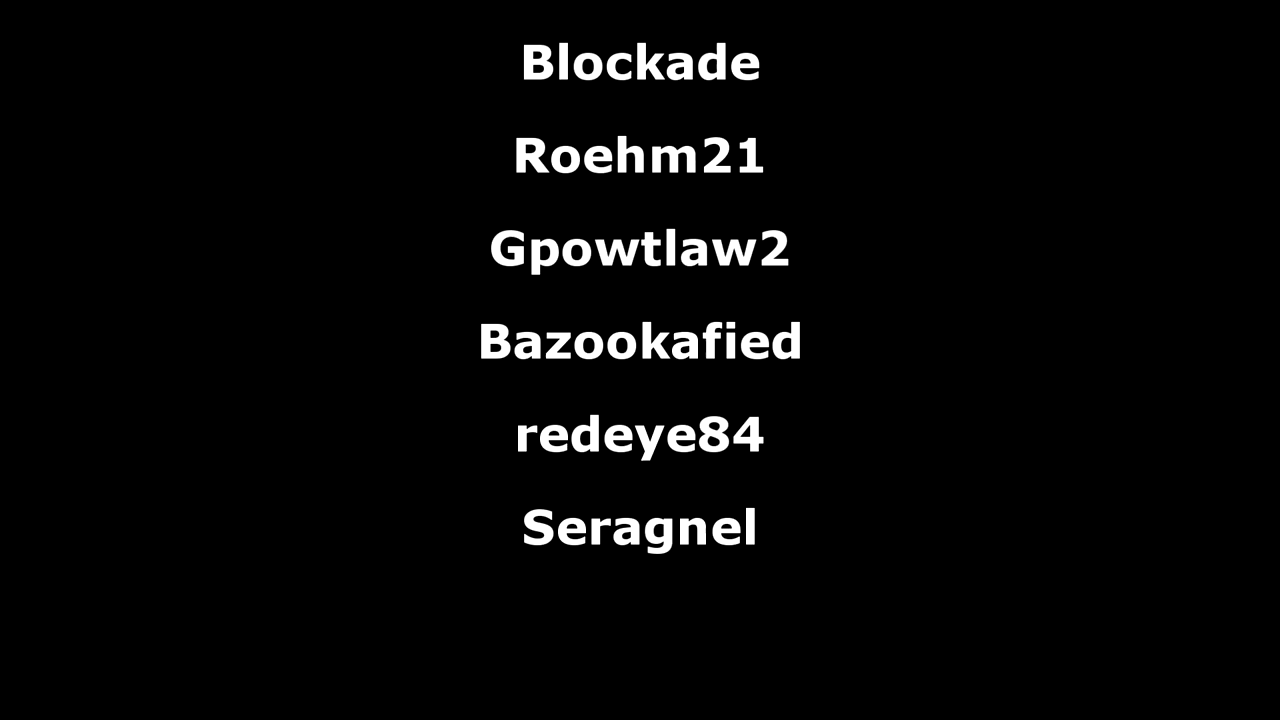 Blockade
Roehm21
Gpowtlaw2
Bazookafied
redeye84
Seragnel